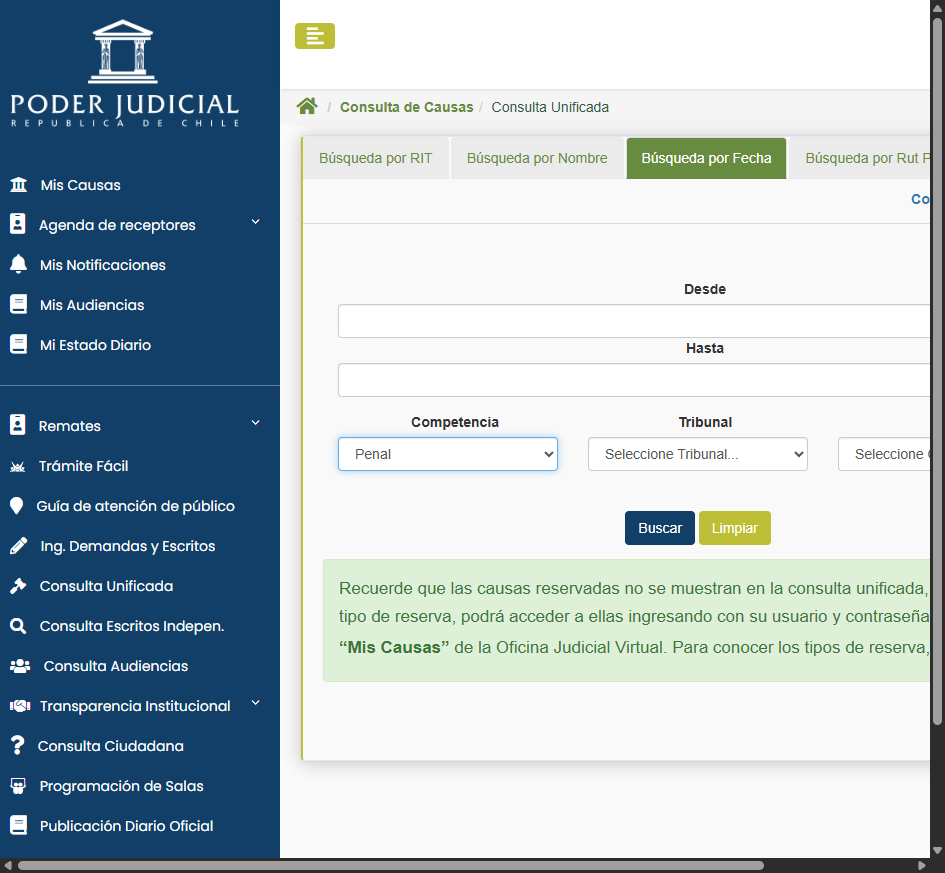 PODER JUDICIAL
REPUBLICA DE CHILE
Mis Causas
Agenda de receptores
Mis Notificaciones
Mis Audiencias
Mi Estado Diario
Remates
Trámite Fácil
Guía de atención de público
Ing. Demandas y Escritos
Consulta Unificada
Consulta Escritos Indepen.
Consulta Audiencias
Transparencia Institucional
Consulta Ciudadana
Programación de Salas
Publicación Diario Oficial
/ Consulta de Causas / Consulta Unificada
Búsqueda por RIT Búsqueda por Nombre Búsqueda por Fecha Búsqueda por Rut P
Co
Desde
Hasta
Competencia Tribunal
Penal Seleccione Tribunal... Seleccione
Buscar Limpiar
Recuerde que las causas reservadas no se muestran en la consulta unificada,
tipo de reserva, podrá acceder a ellas ingresando con su usuario y contraseña
“Mis Causas” de la Oficina Judicial Virtual. Para conocer los tipos de reserva,